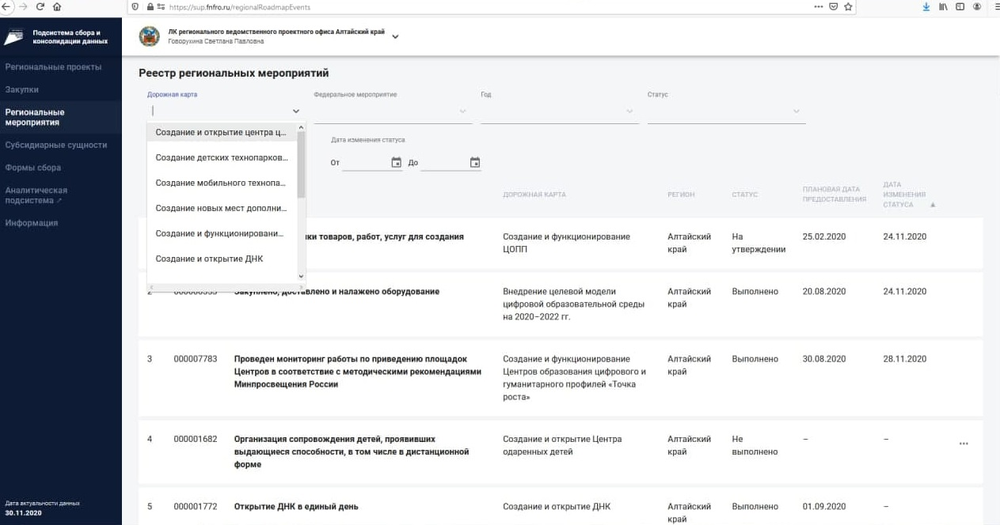 https://sup.fnfro.ru/regionalRoadmapEvents
Подсистема сбора и
консолидации данных
ЛК регионального ведомственного проектного офиса Алтайский край
Говорухина Светлана Павловна
Региональные проекты
Закупки
Региональные
мероприятия
Субсидиарные сущности
Формы сбора
Аналитическая
подсистема
Информация
Дата актуальности данных
30.11.2020
Реестр региональных мероприятий
Дорожная карта
Федеральное мероприятие
Год
Статус
Создание и открытие центра ц...
Создание детских технопарков...
Создание мобильного технопа...
Создание новых мест дополни...
Создание и функционировани...
Создание и открытие ДНК
Дата изменения статуса
От
До
ДОРОЖНАЯ КАРТА
РЕГИОН
СТАТУС
ПЛАНОВАЯ ДАТА
ПРЕДОСТАВЛЕНИЯ
ДАТА
ИЗМЕНЕНИЯ
СТАТУСА
товаров, работ, услуг для создания
Создание и функционирование
ЦОПП
Алтайский
край
На
утверждении
25.02.2020
24.11.2020
2
Закуплено, доставлено и налажено оборудование
Внедрение целевой модели
цифровой образовательной среды
на 2020–2022 гг.
Алтайский
край
Выполнено
20.08.2020
24.11.2020
3
000007783
Проведен мониторинг работы по приведению площадок
Центров в соответствие с методическими рекомендациями
Минпросвещения России
Создание и функционирование
Центров образования цифрового и
гуманитарного профилей «Точка
роста»
Алтайский
край
Выполнено
30.08.2020
28.11.2020
4
000001682
Организация сопровождения детей, проявивших
выдающиеся способности, в том числе в дистанционной
форме
Создание и открытие Центра
одаренных детей
Алтайский
край
Не
выполнено
–
–
5
000001772
Открытие ДНК в единый день
Создание и открытие ДНК
Алтайский
край
Выполнено
01.09.2020
–